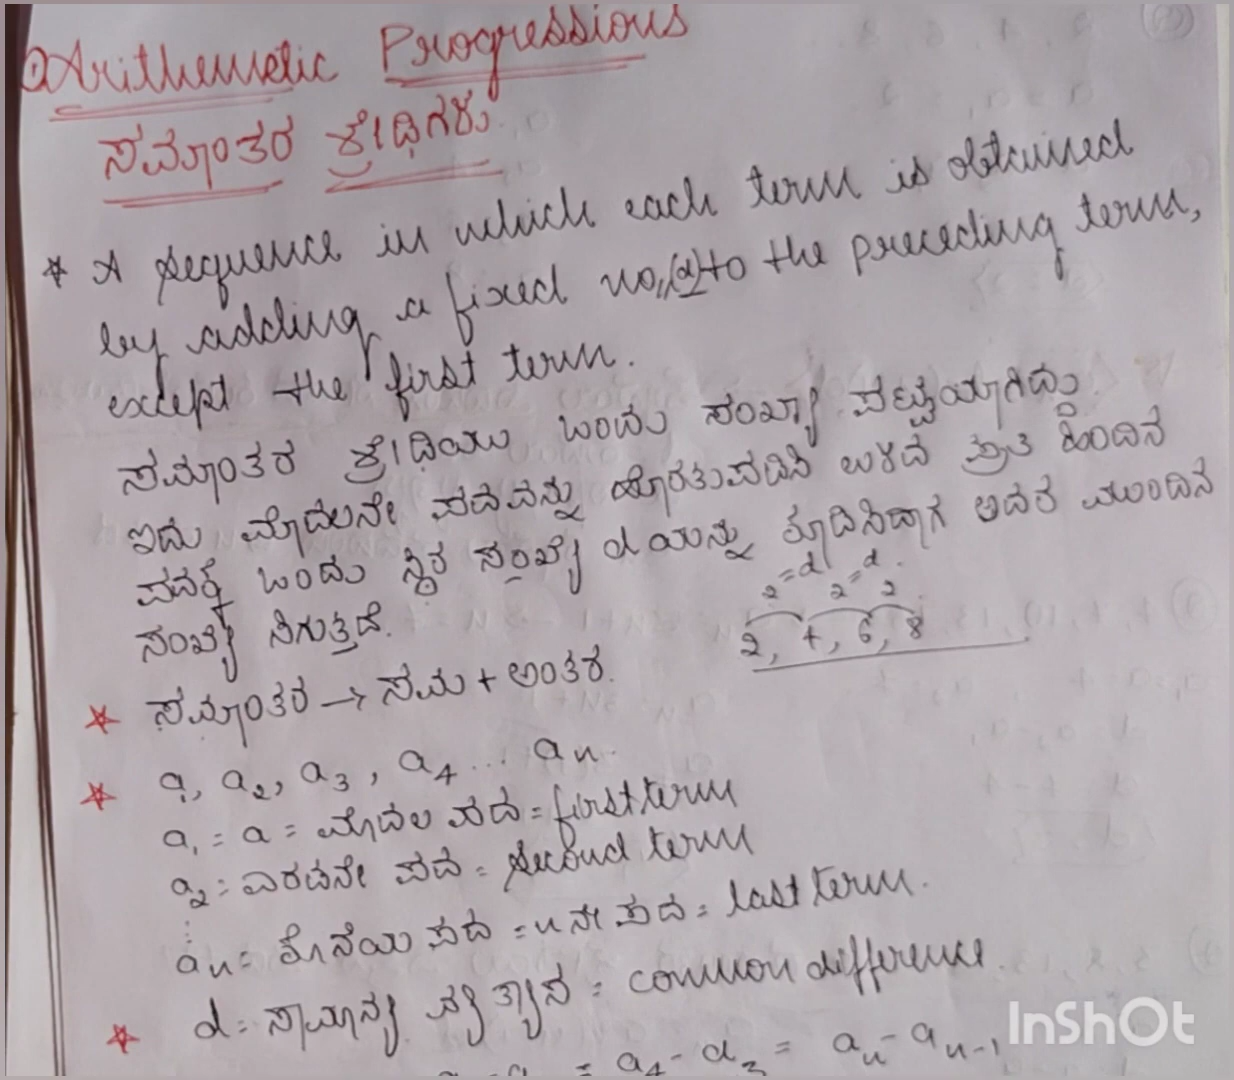 ① Arithemetic Progressions
ಸಮಾಂತರ ಶ್ರೇಢಿಗಳು
* A sequence in which each term is obtained
by adding a fixed no,,(d) to the preceding term,
except the first term.
ಸಮಾಂತರ ಶ್ರೇಢಿಯು ಒಂದು ಸಂಖ್ಯಾ ಪಟ್ಟಿಯಾಗಿದ್ದು
ಇದು ಮೊದಲನೇ ಪದವನ್ನು ಹೊರತುಪಡಿಸಿ ಉಳಿದ ಪ್ರತಿ ಹಿಂದಿನ
ಪದಕ್ಕೆ ಒಂದು ಸ್ಥಿರ ಸಂಖ್ಯೆ d ಯನ್ನು ಕೂಡಿಸಿದಾಗ ಅದರ ಮುಂದಿನ
ಸಂಖ್ಯೆ ಸಿಗುತ್ತದೆ.
2=d 2=d 2
2, 4, 6, 8
* ಸಮಾಂತರ → ಸಮ + ಅಂತರ.
* a₁, a₂, a₃, a₄ ... aₙ.
a₁ = a = ಮೊದಲ ಪದ = first term
a₂ = ಎರಡನೇ ಪದ = second term
⋮
aₙ = ಕೊನೆಯ ಪದ = n ನೇ ಪದ = last term.
* d = ಸಾಮಾನ್ಯ ವ್ಯತ್ಯಾಸ = common difference.
= a₄ - a₃ = aₙ - aₙ₋₁
InShOt